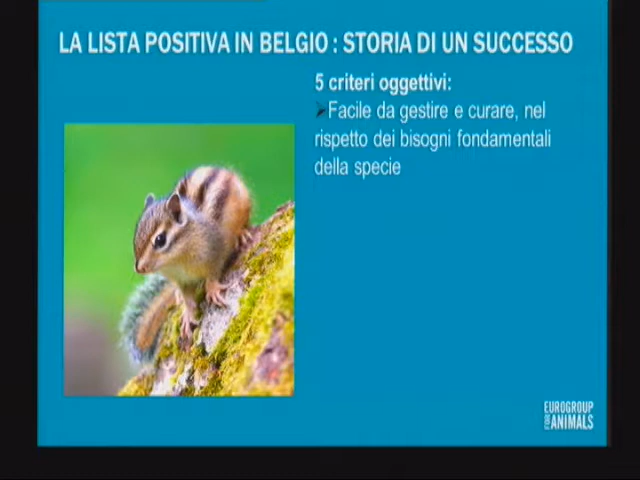 LA LISTA POSITIVA IN BELGIO : STORIA DI UN SUCCESSO
5 criteri oggettivi:
➤Facile da gestire e curare, nel
rispetto dei bisogni fondamentali
della specie
EUROGROUP
FOR ANIMALS